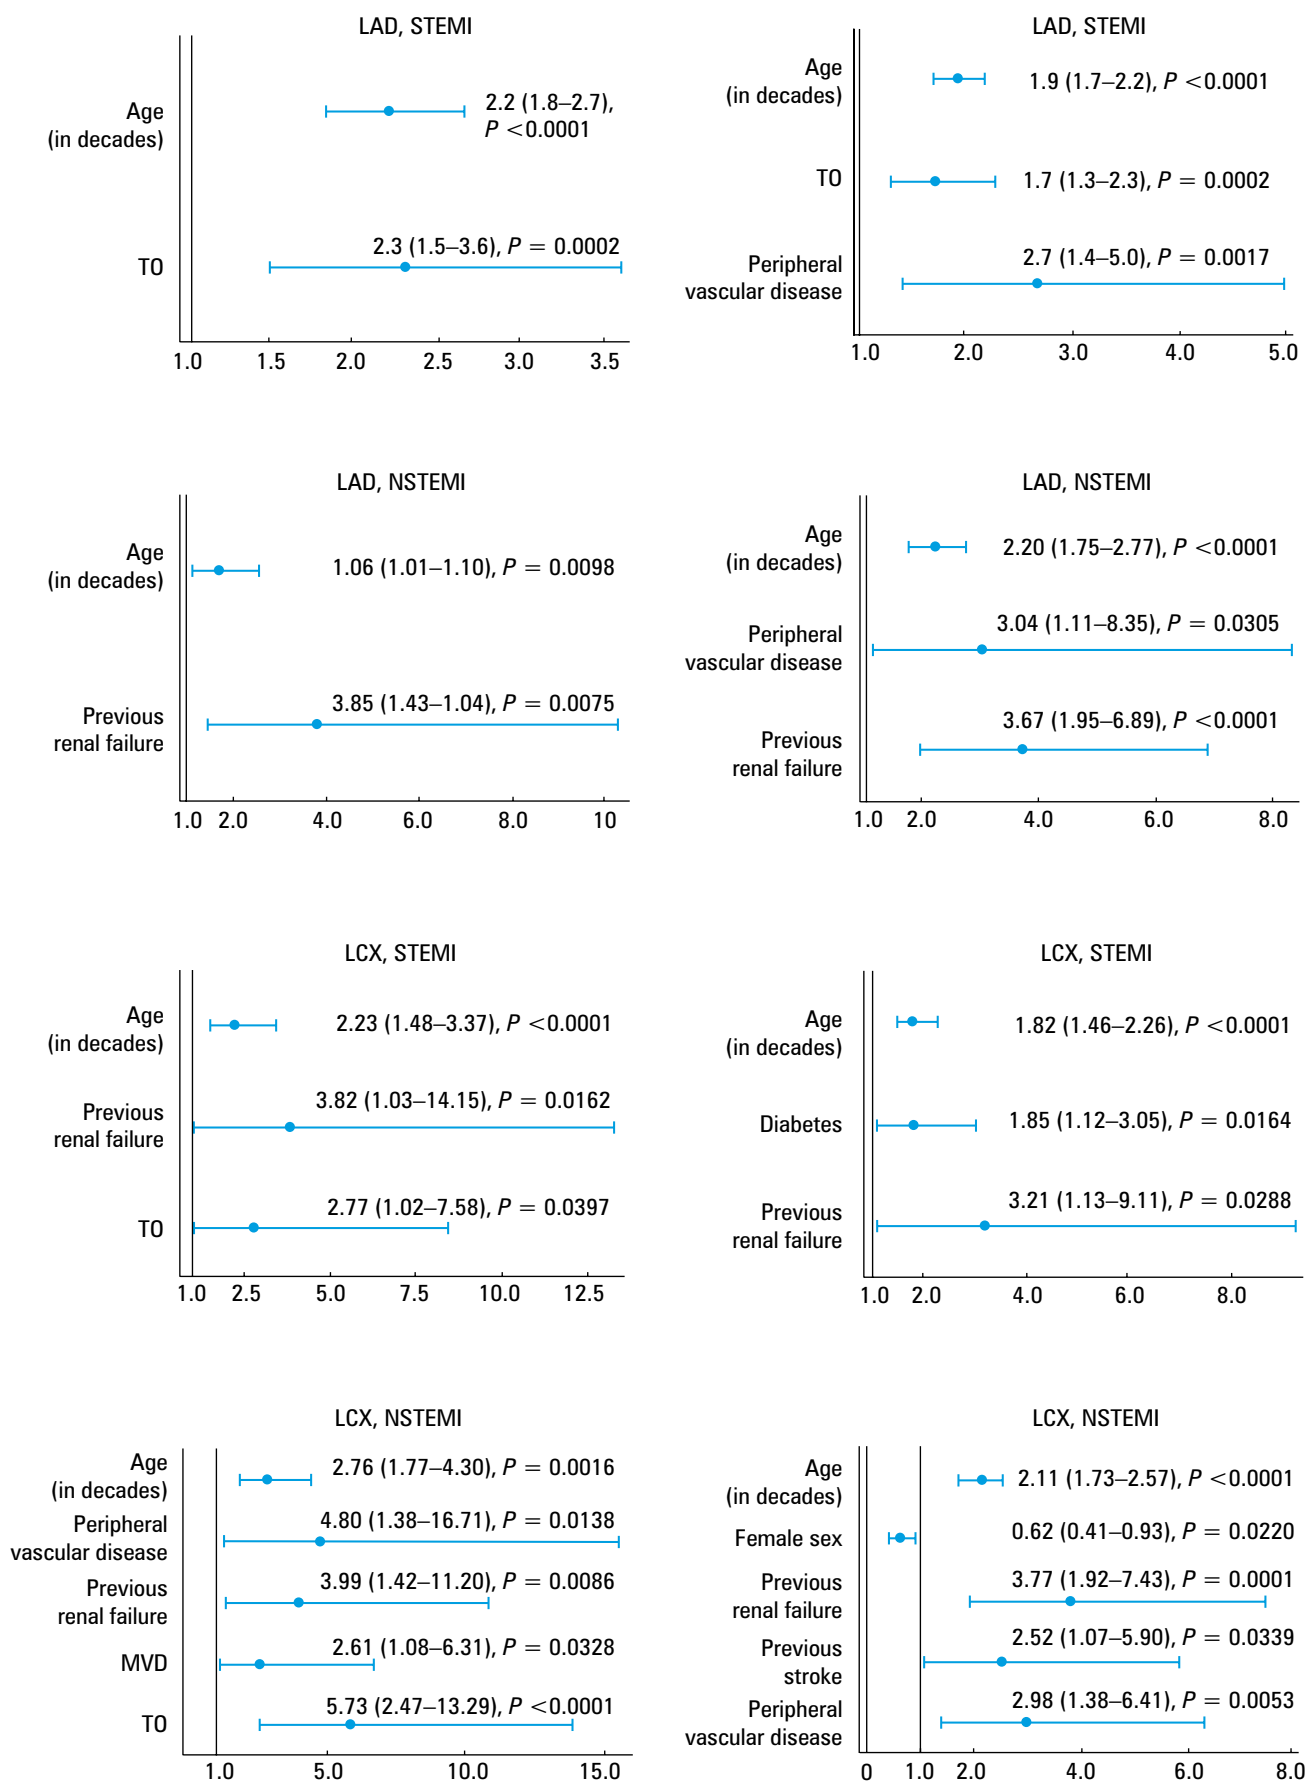 LAD, STEMI
Age
(in decades)
2.2 (1.8–2.7),
P <0.0001
TO
2.3 (1.5–3.6), P = 0.0002
1.0 1.5 2.0 2.5 3.0 3.5
LAD, STEMI
Age
(in decades)
1.9 (1.7–2.2), P <0.0001
TO
1.7 (1.3–2.3), P = 0.0002
Peripheral
vascular disease
2.7 (1.4–5.0), P = 0.0017
1.0 2.0 3.0 4.0 5.0
LAD, NSTEMI
Age
(in decades)
1.06 (1.01–1.10), P = 0.0098
Previous
renal failure
3.85 (1.43–1.04), P = 0.0075
1.0 2.0 4.0 6.0 8.0 10
LAD, NSTEMI
Age
(in decades)
2.20 (1.75–2.77), P <0.0001
Peripheral
vascular disease
3.04 (1.11–8.35), P = 0.0305
Previous
renal failure
3.67 (1.95–6.89), P <0.0001
1.0 2.0 4.0 6.0 8.0
LCX, STEMI
Age
(in decades)
2.23 (1.48–3.37), P <0.0001
Previous
renal failure
3.82 (1.03–14.15), P = 0.0162
TO
2.77 (1.02–7.58), P = 0.0397
1.0 2.5 5.0 7.5 10.0 12.5
LCX, STEMI
Age
(in decades)
1.82 (1.46–2.26), P <0.0001
Diabetes
1.85 (1.12–3.05), P = 0.0164
Previous
renal failure
3.21 (1.13–9.11), P = 0.0288
1.0 2.0 4.0 6.0 8.0
LCX, NSTEMI
Age
(in decades)
2.76 (1.77–4.30), P = 0.0016
Peripheral
vascular disease
4.80 (1.38–16.71), P = 0.0138
Previous
renal failure
3.99 (1.42–11.20), P = 0.0086
MVD
2.61 (1.08–6.31), P = 0.0328
TO
5.73 (2.47–13.29), P <0.0001
1.0 5.0 10.0 15.0
LCX, NSTEMI
Age
(in decades)
2.11 (1.73–2.57), P <0.0001
Female sex
0.62 (0.41–0.93), P = 0.0220
Previous
renal failure
3.77 (1.92–7.43), P = 0.0001
Previous
stroke
2.52 (1.07–5.90), P = 0.0339
Peripheral
vascular disease
2.98 (1.38–6.41), P = 0.0053
0 1.0 2.0 4.0 6.0 8.0